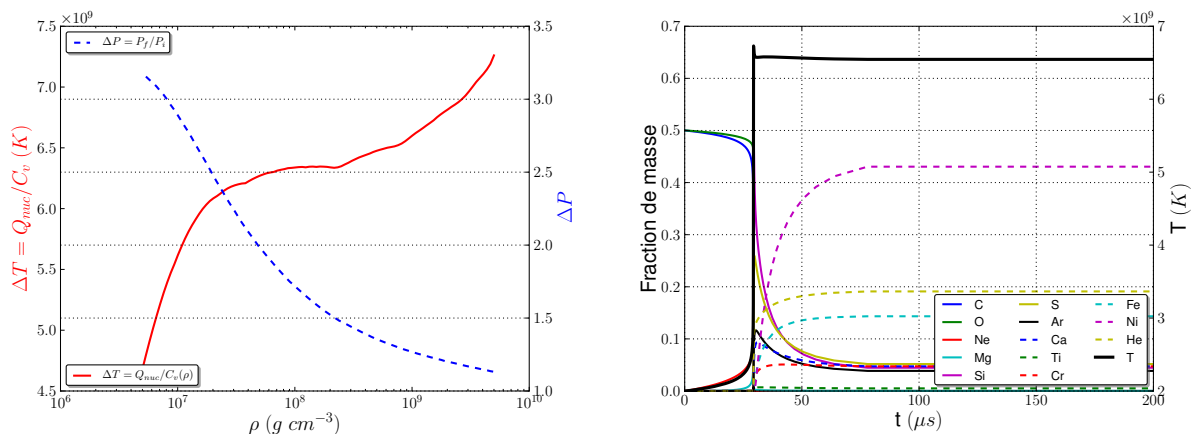 ×10⁹
7.5
7.0
6.5
6.0
5.5
5.0
4.5
ΔT = Q_nuc/C_v (K)
ΔP = P_f/P_i
ΔT = Q_nuc/C_v(ρ)
3.5
3.0
2.5
2.0
1.5
1.0
ΔP
10⁶ 10⁷ 10⁸ 10⁹ 10¹⁰
ρ (g cm⁻³)
0.7
0.6
0.5
0.4
0.3
0.2
0.1
0.0
Fraction de masse
×10⁹
7
6
5
4
3
2
T (K)
C S Fe
O Ar Ni
Ne Ca He
Mg Ti T
Si Cr
0 50 100 150 200
t (μs)